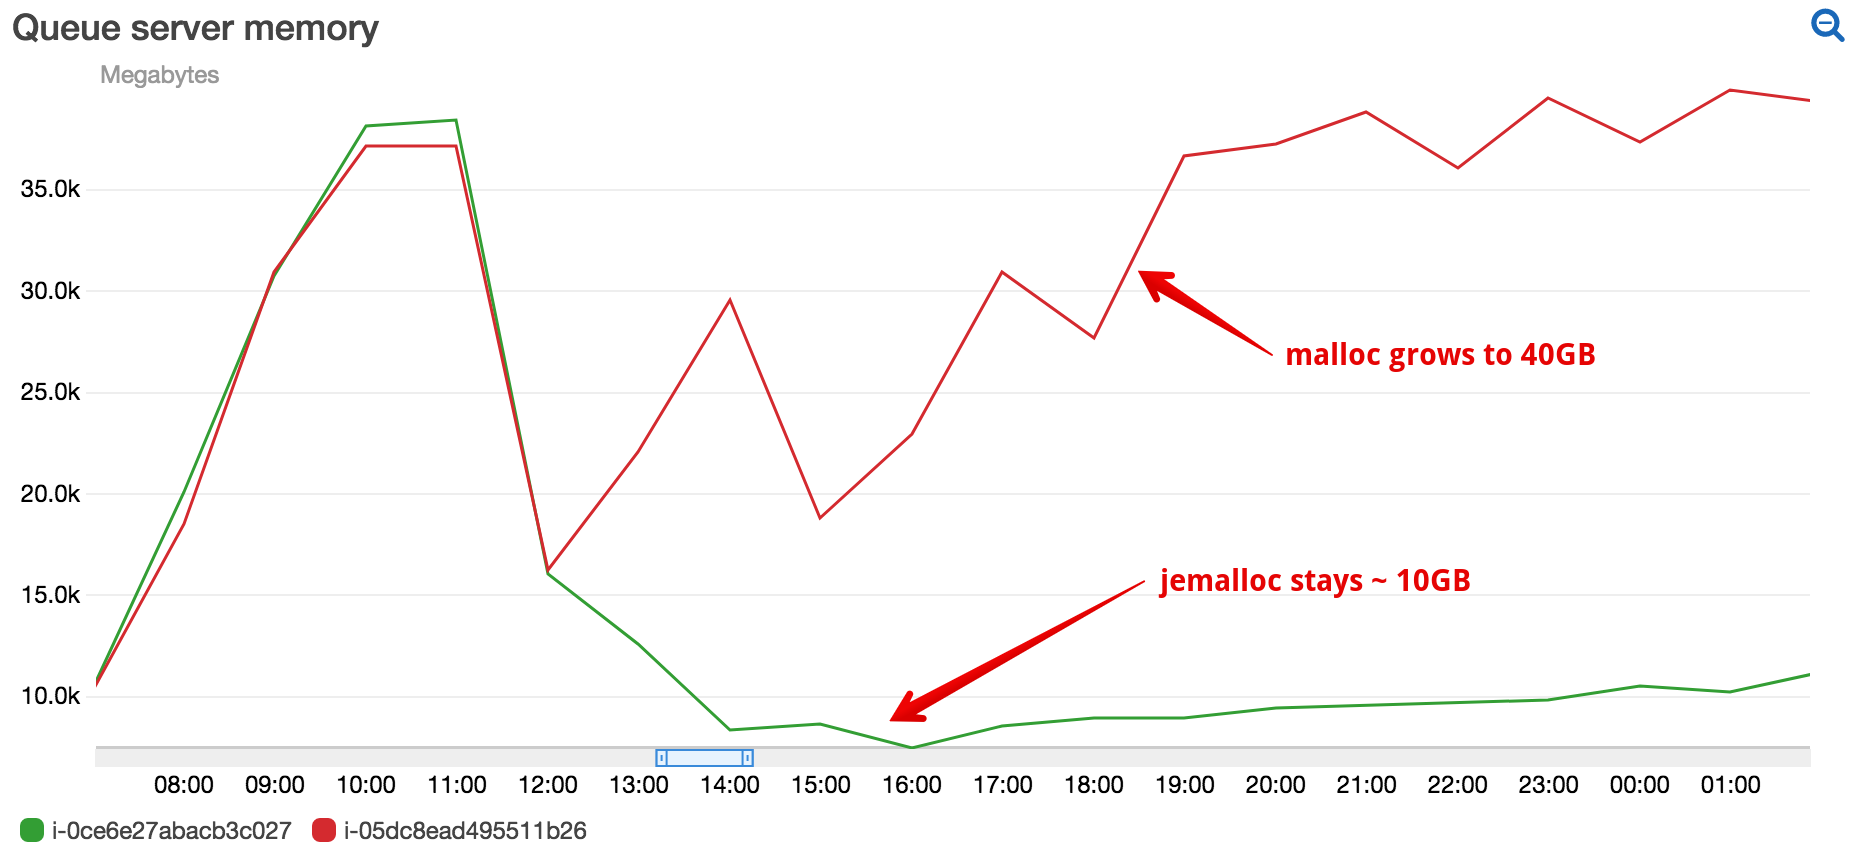 Queue server memory
Megabytes
35.0k
30.0k
malloc grows to 40GB
25.0k
20.0k
jemalloc stays ~ 10GB
15.0k
10.0k
08:00 09:00 10:00 11:00 12:00 13:00 14:00 15:00 16:00 17:00 18:00 19:00 20:00 21:00 22:00 23:00 00:00 01:00
i-0ce6e27abacb3c027 i-05dc8ead495511b26